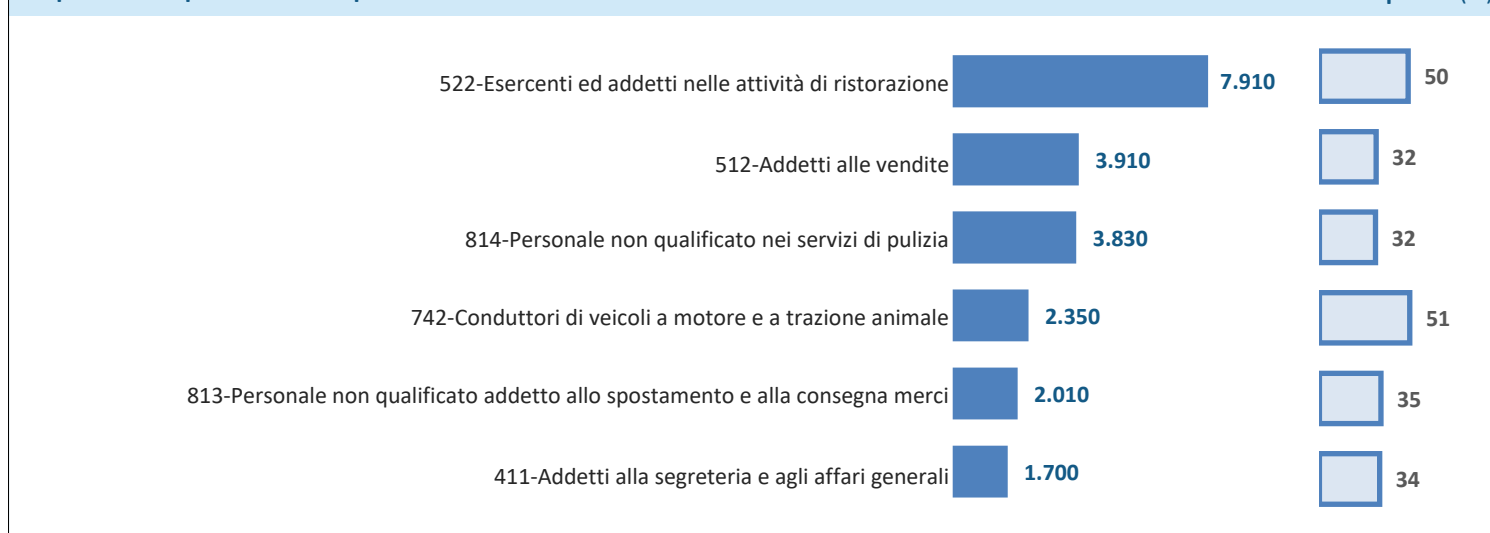 522-Esercenti ed addetti nelle attività di ristorazione 7.910 50
512-Addetti alle vendite 3.910 32
814-Personale non qualificato nei servizi di pulizia 3.830 32
742-Conduttori di veicoli a motore e a trazione animale 2.350 51
813-Personale non qualificato addetto allo spostamento e alla consegna merci 2.010 35
411-Addetti alla segreteria e agli affari generali 1.700 34